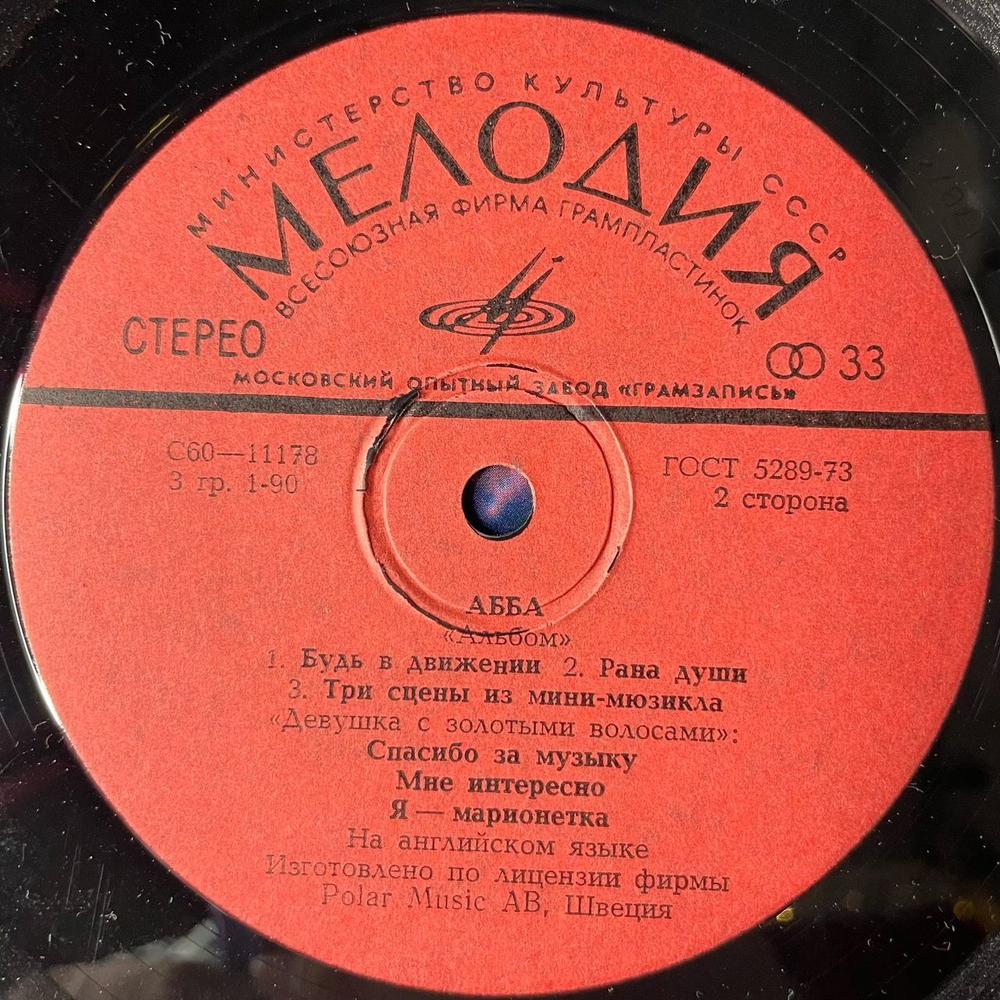 МИНИСТЕРСТВО КУЛЬТУРЫ СССР
МЕЛОДИЯ
ВСЕСОЮЗНАЯ ФИРМА ГРАМПЛАСТИНОК
СТЕРЕО
33
МОСКОВСКИЙ ОПЫТНЫЙ ЗАВОД «ГРАМЗАПИСЬ»
С60—11178
ГОСТ 5289-73
3 гр. 1-90
2 сторона
АББА
«Альбом»
1. Будь в движении 2. Рана души
3. Три сцены из мини-мюзикла
«Девушка с золотыми волосами»:
Спасибо за музыку
Мне интересно
Я — марионетка
На английском языке
Изготовлено по лицензии фирмы
Polar Music AB, Швеция